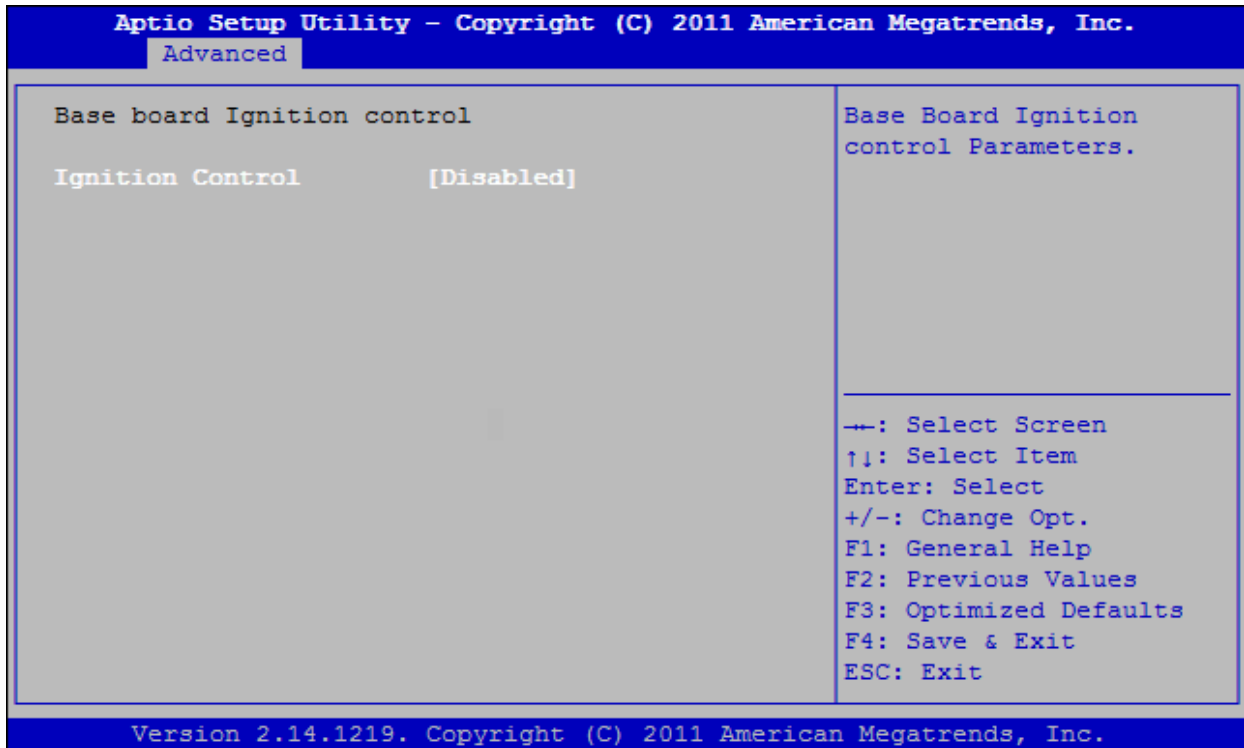 Aptio Setup Utility – Copyright (C) 2011 American Megatrends, Inc.
Advanced
Base board Ignition control
Ignition Control [Disabled]
Base Board Ignition
control Parameters.
→←: Select Screen
↑↓: Select Item
Enter: Select
+/-: Change Opt.
F1: General Help
F2: Previous Values
F3: Optimized Defaults
F4: Save & Exit
ESC: Exit
Version 2.14.1219. Copyright (C) 2011 American Megatrends, Inc.